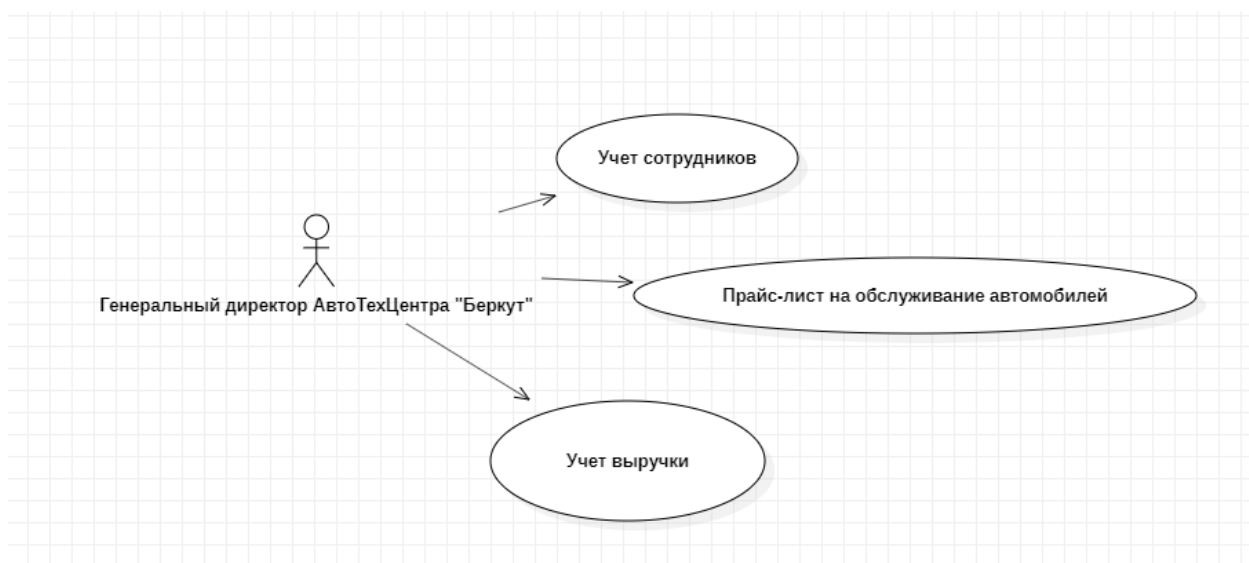 Учет сотрудников
Прайс-лист на обслуживание автомобилей
Генеральный директор АвтоТехЦентра "Беркут"
Учет выручки